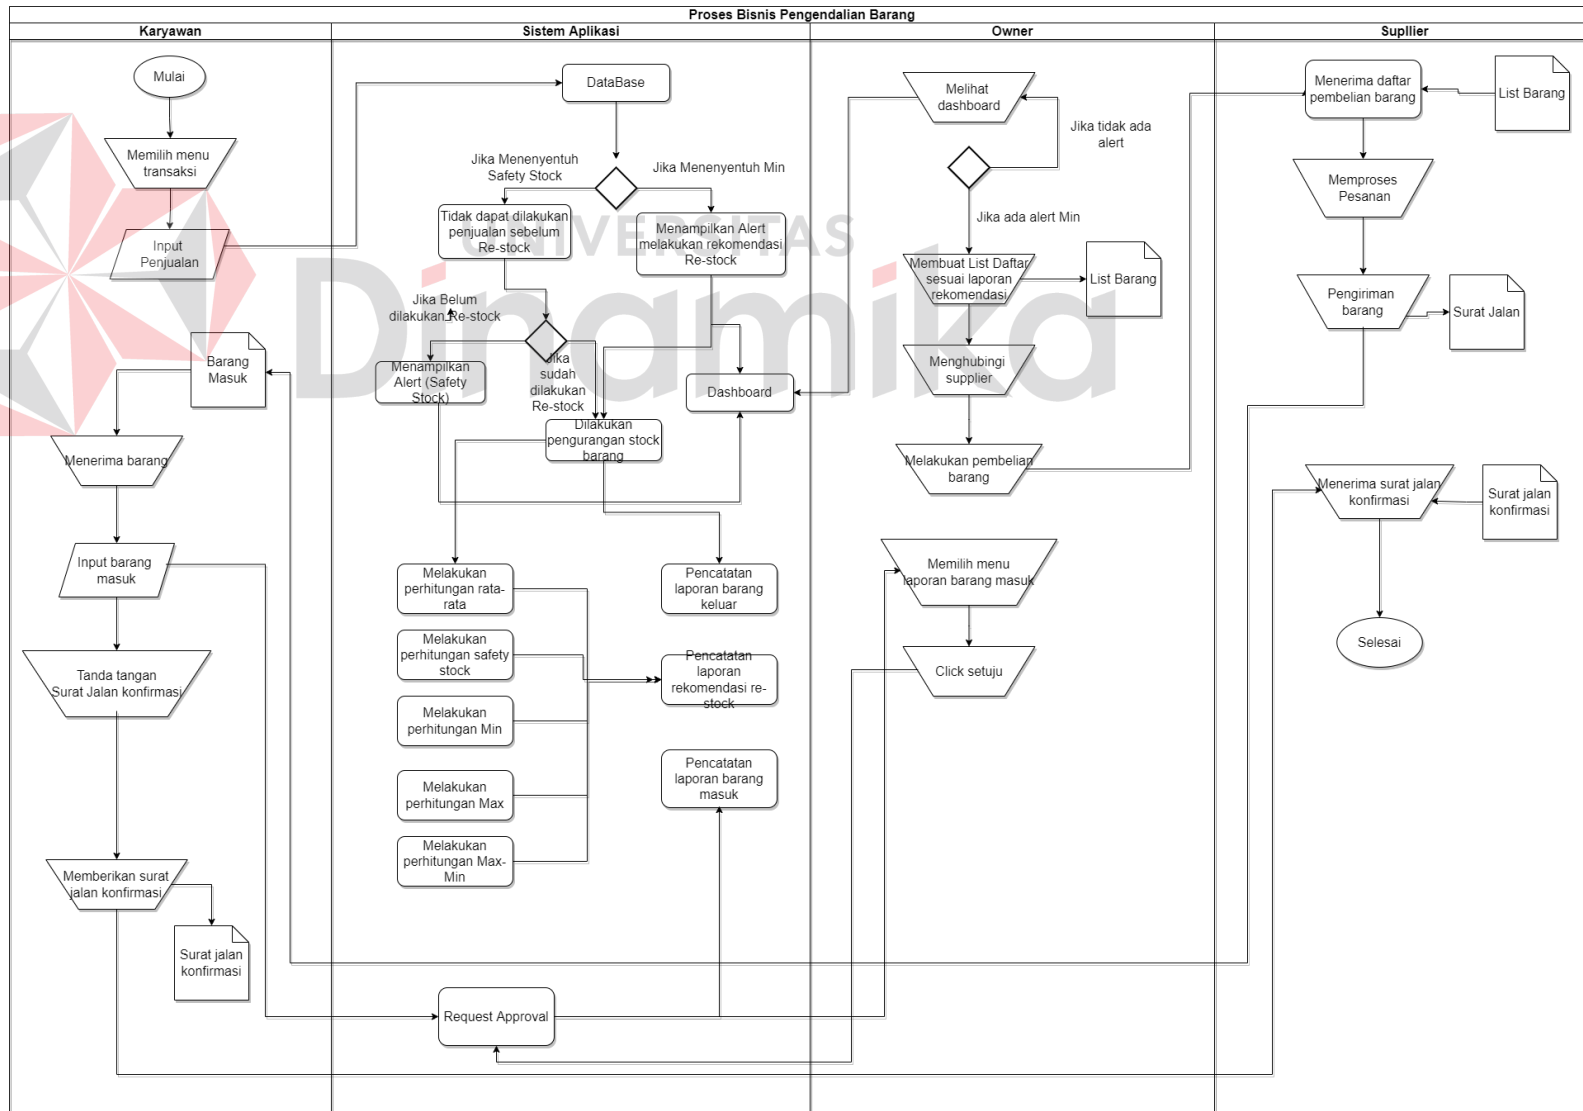 Proses Bisnis Pengendalian Barang
Karyawan
Sistem Aplikasi
Owner
Supllier
Mulai
Memilih menu
transaksi
Input
Penjualan
Barang
Masuk
Menerima barang
Input barang
masuk
Tanda tangan
Surat Jalan konfirmasi
Memberikan surat
jalan konfirmasi
Surat jalan
konfirmasi
DataBase
Jika Menenyentuh
Safety Stock
Jika Menenyentuh Min
Tidak dapat dilakukan
penjualan sebelum
Re-stock
Menampilkan Alert
melakukan rekomendasi
Re-stock
Jika Belum
dilakukan Re-stock
Menampilkan
Alert (Safety
Stock)
Jika
sudah
dilakukan
Re-stock
Dashboard
Dilakukan
pengurangan stock
barang
Melakukan
perhitungan rata-
rata
Pencatatan
laporan barang
keluar
Melakukan
perhitungan safety
stock
Pencatatan
laporan
rekomendasi re-
stock
Melakukan
perhitungan Min
Pencatatan
laporan barang
masuk
Melakukan
perhitungan Max
Melakukan
perhitungan Max-
Min
Request Approval
Melihat
dashboard
Jika tidak ada
alert
Jika ada alert Min
Membuat List Daftar
sesuai laporan
rekomendasi
List Barang
Menghubingi
supplier
Melakukan pembelian
barang
Memilih menu
laporan barang masuk
Click setuju
Menerima daftar
pembelian barang
List Barang
Memproses
Pesanan
Pengiriman
barang
Surat Jalan
Menerima surat jalan
konfirmasi
Surat jalan
konfirmasi
Selesai
UNIVERSITAS
Dinamika